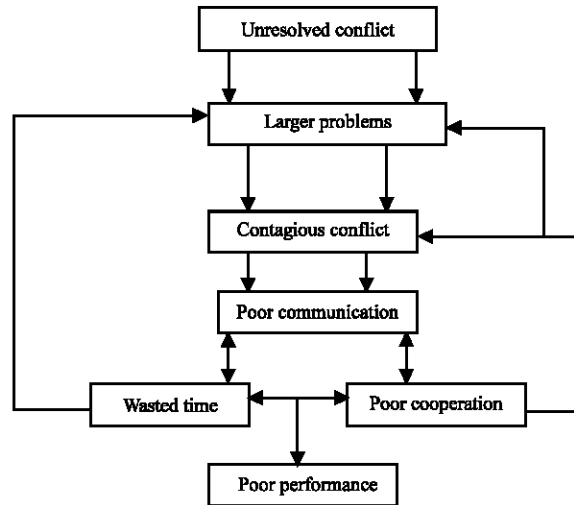 Unresolved conflict
Larger problems
Contagious conflict
Poor communication
Wasted time
Poor cooperation
Poor performance